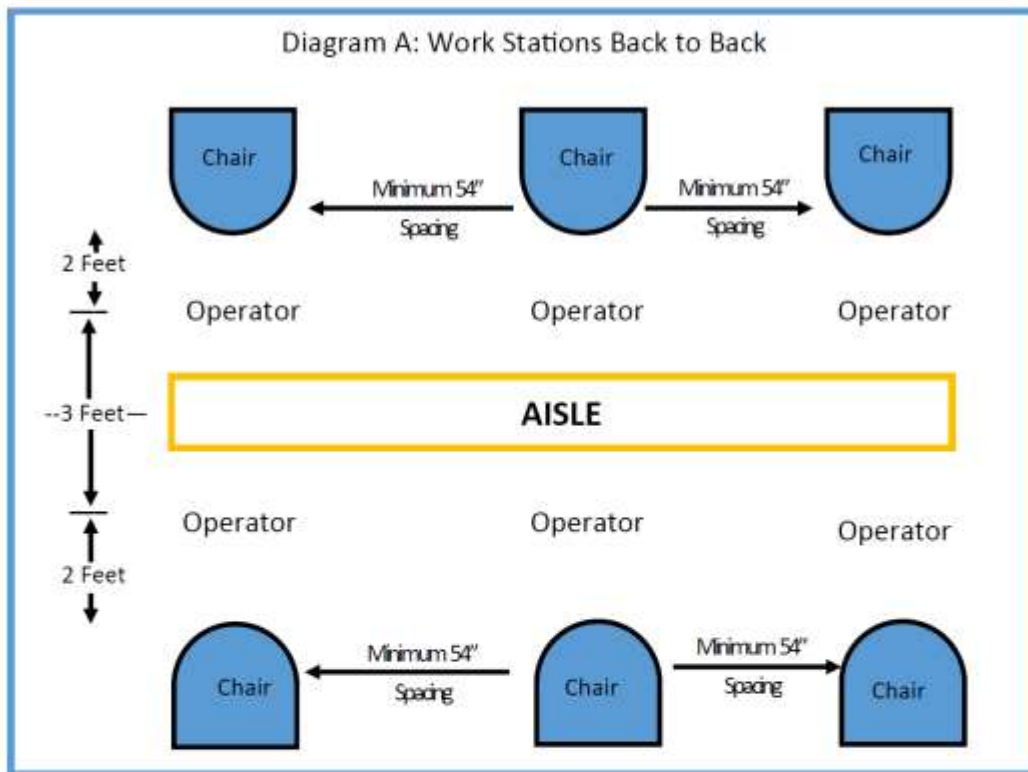 Diagram A: Work Stations Back to Back
Chair
Chair
Chair
Minimum 54"
Spacing
Minimum 54"
Spacing
2 Feet
Operator
Operator
Operator
--3 Feet—
AISLE
Operator
Operator
Operator
2 Feet
Minimum 54"
Spacing
Minimum 54"
Spacing
Chair
Chair
Chair